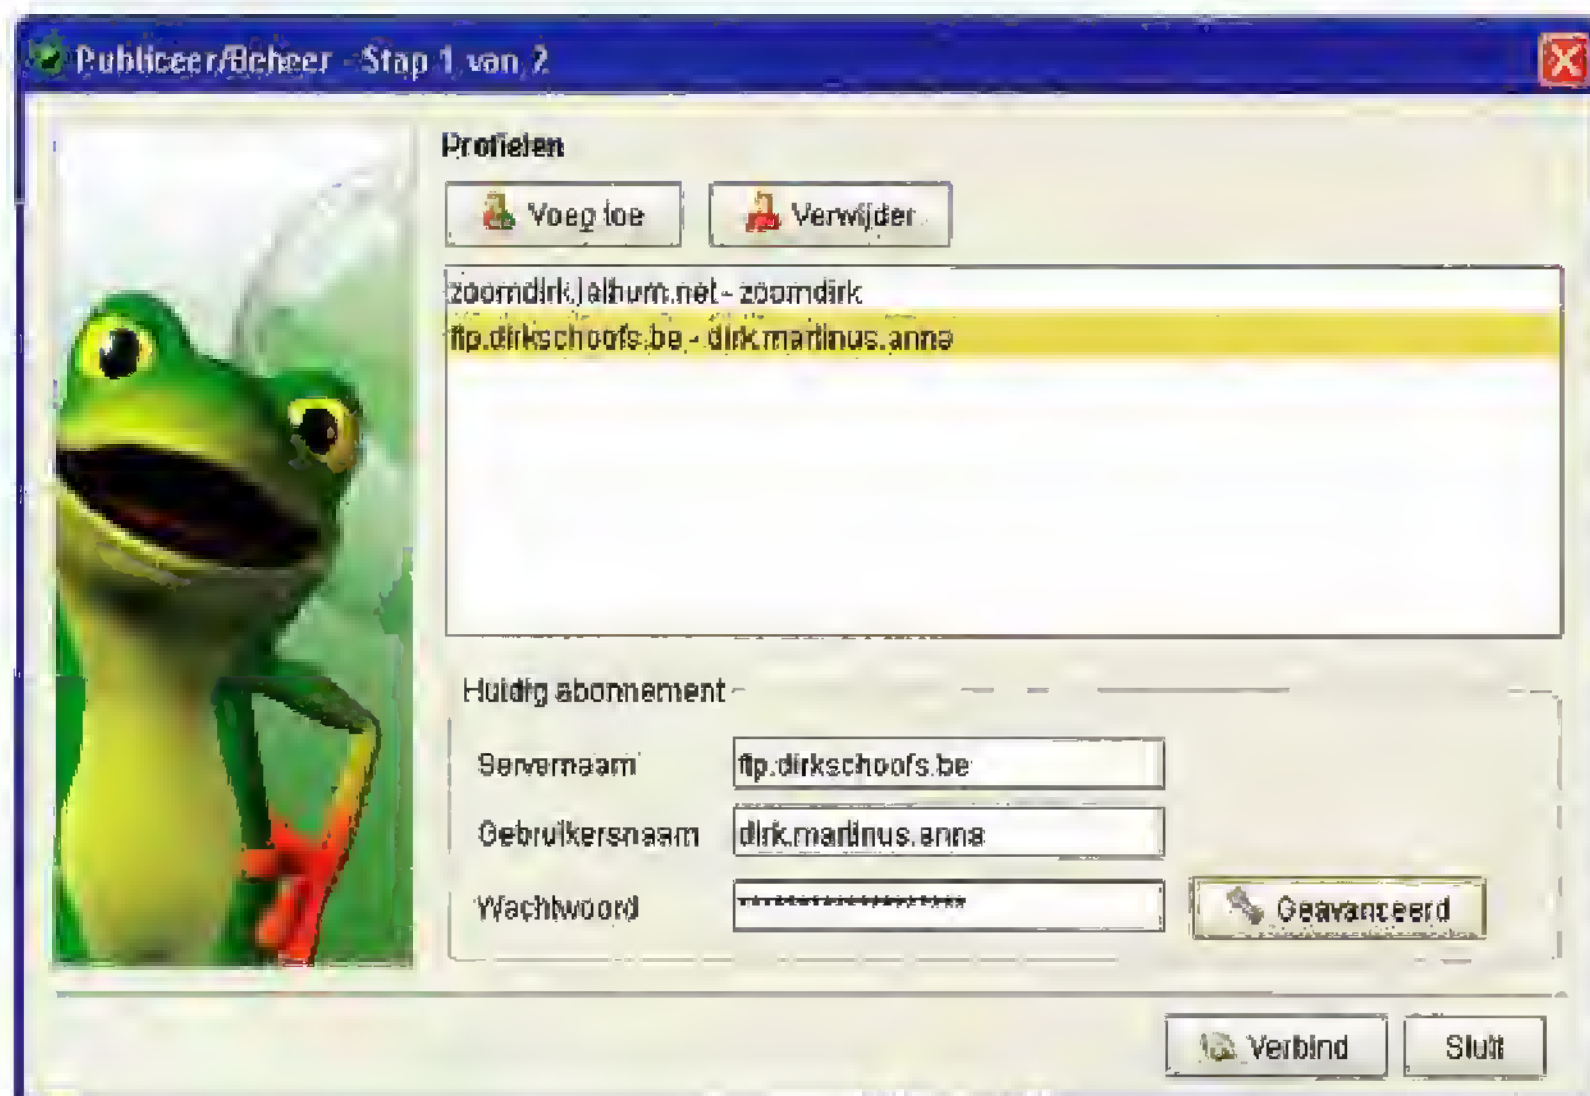 Publiceer/Beheer - Stap 1 van 2
Profielen
Voeg toe
Verwijder
zoomdirk.jalbum.net - zoomdirk
ftp.dirkschoofs.be - dirk.martinus.anna
Huidig abonnement
Servernaam
ftp.dirkschoofs.be
Gebruikersnaam
dirk.martinus.anna
Wachtwoord
Geavanceerd
Verbind
Sluit